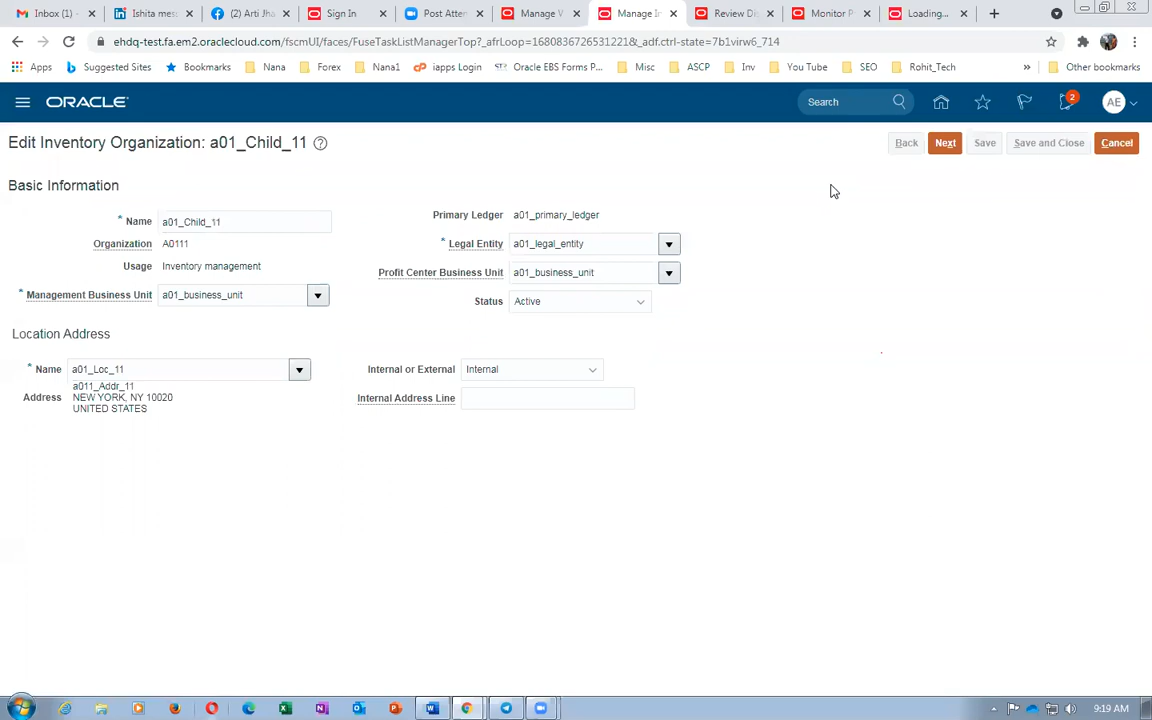 Inbox (1) -
Ishita mes
(2) Arti Jha
Sign In
Post Atten
Manage V
Manage I
Review Di
Monitor P
Loading...
ehdq-test.fa.em2.oraclecloud.com/fscmUI/faces/FuseTaskListManagerTop?_afrLoop=1680836726531221&_adf.ctrl-state=7b1virw6_714
Apps
Suggested Sites
Bookmarks
Nana
Forex
Nana1
iapps Login
Oracle EBS Forms P...
Misc
ASCP
Inv
You Tube
SEO
Rohit_Tech
»
Other bookmarks
ORACLE
Search
2
AE
Edit Inventory Organization: a01_Child_11
Back
Next
Save
Save and Close
Cancel
Basic Information
* Name a01_Child_11
Organization A0111
Usage Inventory management
* Management Business Unit a01_business_unit
Primary Ledger a01_primary_ledger
* Legal Entity a01_legal_entity
Profit Center Business Unit a01_business_unit
Status Active
Location Address
* Name a01_Loc_11
a011_Addr_11
Address NEW YORK, NY 10020
UNITED STATES
Internal or External Internal
Internal Address Line
9:19 AM